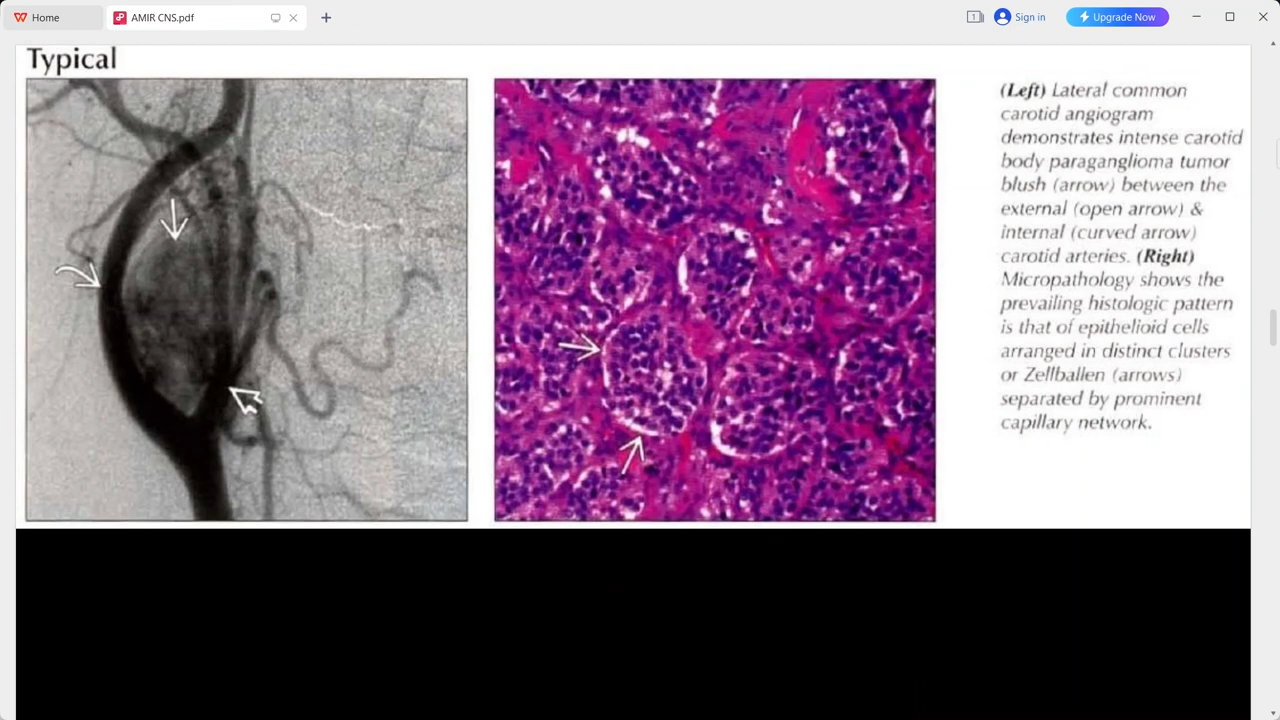 Home
AMIR CNS.pdf
1
Sign in
Upgrade Now
Typical
(Left) Lateral common
carotid angiogram
demonstrates intense carotid
body paraganglioma tumor
blush (arrow) between the
external (open arrow) &
internal (curved arrow)
carotid arteries. (Right)
Micropathology shows the
prevailing histologic pattern
is that of epithelioid cells
arranged in distinct clusters
or Zellballen (arrows)
separated by prominent
capillary network.